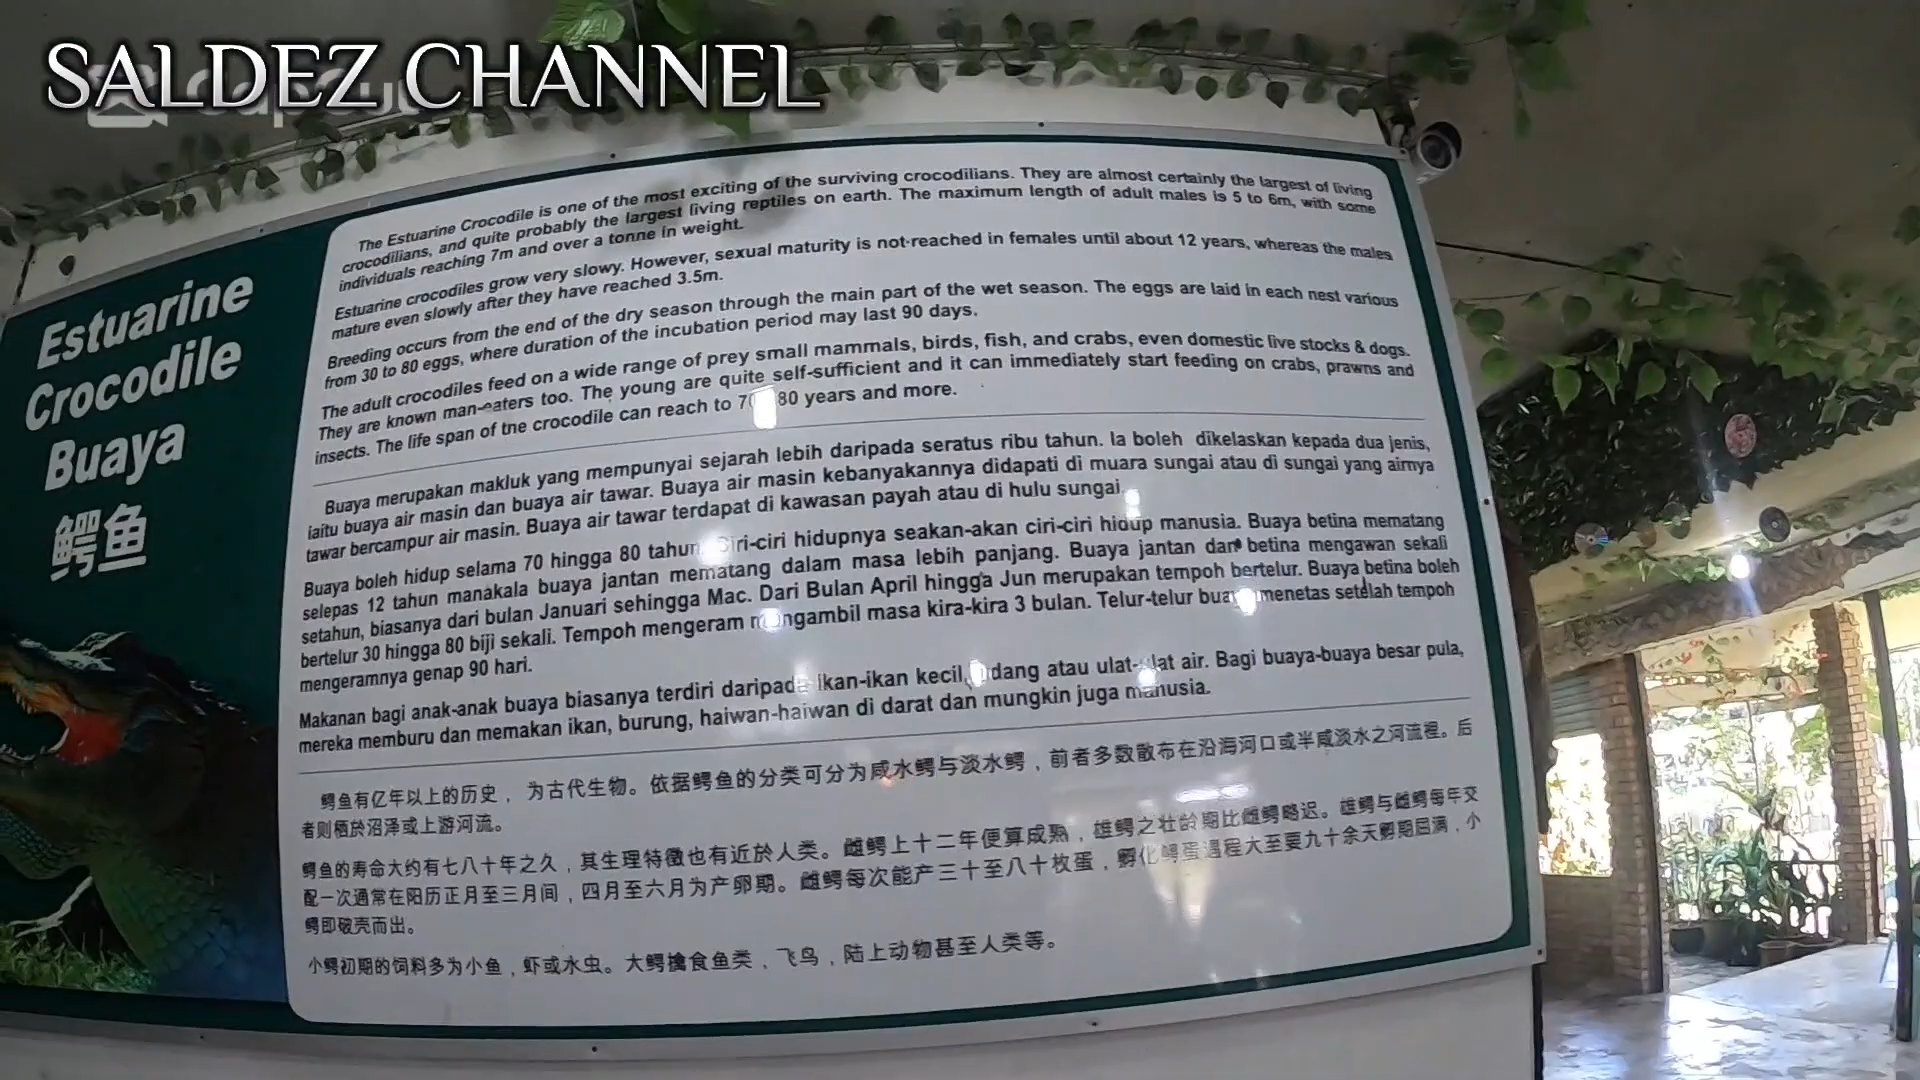 SALDEZ CHANNEL
CapCut
Estuarine
Crocodile
Buaya
鳄鱼
The Estuarine Crocodile is one of the most exciting of the surviving crocodilians. They are almost certainly the largest of living
crocodilians, and quite probably the largest living reptiles on earth. The maximum length of adult males is 5 to 6m, with some
individuals reaching 7m and over a tonne in weight.
Estuarine crocodiles grow very slowy. However, sexual maturity is not reached in females until about 12 years, whereas the males
mature even slowly after they have reached 3.5m.
Breeding occurs from the end of the dry season through the main part of the wet season. The eggs are laid in each nest various
from 30 to 80 eggs, where duration of the incubation period may last 90 days.
The adult crocodiles feed on a wide range of prey small mammals, birds, fish, and crabs, even domestic live stocks & dogs.
They are known man-eaters too. The young are quite self-sufficient and it can immediately start feeding on crabs, prawns and
insects. The life span of the crocodile can reach to 80 years and more.
Buaya merupakan makluk yang mempunyai sejarah lebih daripada seratus ribu tahun. Ia boleh dikelaskan kepada dua jenis,
iaitu buaya air masin dan buaya air tawar. Buaya air masin kebanyakannya didapati di muara sungai atau di sungai yang airnya
tawar bercampur air masin. Buaya air tawar terdapat di kawasan payah atau di hulu sungai.
Buaya boleh hidup selama 70 hingga 80 tahun. Ciri-ciri hidupnya seakan-akan ciri-ciri hidup manusia. Buaya betina mematang
selepas 12 tahun manakala buaya jantan mematang dalam masa lebih panjang. Buaya jantan dan betina mengawan sekali
setahun, biasanya dari bulan Januari sehingga Mac. Dari Bulan April hingga Jun merupakan tempoh bertelur. Buaya betina boleh
bertelur 30 hingga 80 biji sekali. Tempoh mengeram mengambil masa kira-kira 3 bulan. Telur-telur buaya menetas setelah tempoh
mengeramnya genap 90 hari.
Makanan bagi anak-anak buaya biasanya terdiri daripada ikan-ikan kecil, udang atau ulat-ulat air. Bagi buaya-buaya besar pula,
mereka memburu dan memakan ikan, burung, haiwan-haiwan di darat dan mungkin juga manusia.
鳄鱼有亿年以上的历史，为古代生物。依据鳄鱼的分类可分为咸水鳄与淡水鳄，前者多数散布在沿海河口或半咸淡水之河流裡。后
者则栖於沼泽或上游河流。
鳄鱼的寿命大约有七八十年之久，其生理特徵也有近於人类。雌鳄上十二年便算成熟，雄鳄之壮龄期比雌鳄略迟。雄鳄与雌鳄每年交
配一次通常在阳历正月至三月间，四月至六月为产卵期。雌鳄每次能产三十至八十枚蛋，孵化鳄蛋过程大至要九十余天孵期届满，小
鳄即破壳而出。
小鳄初期的饲料多为小鱼，虾或水虫。大鳄擒食鱼类，飞鸟，陆上动物甚至人类等。